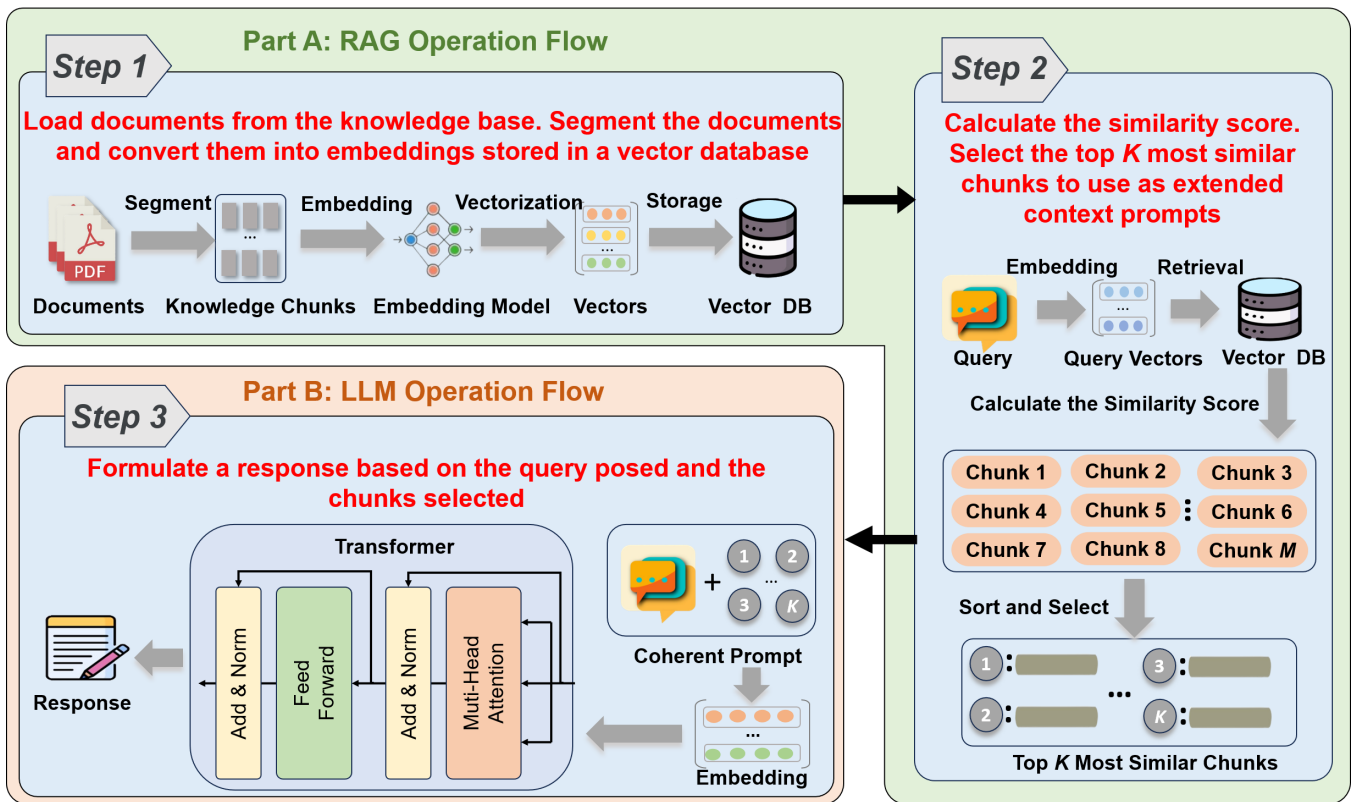 Part A: RAG Operation Flow
Step 1
Load documents from the knowledge base. Segment the documents
and convert them into embeddings stored in a vector database
Segment
Embedding
Vectorization
Storage
...
...
PDF
Documents
Knowledge Chunks
Embedding Model
Vectors
Vector DB
Step 2
Calculate the similarity score.
Select the top K most similar
chunks to use as extended
context prompts
Embedding
Retrieval
...
Query
Query Vectors
Vector DB
Calculate the Similarity Score
Chunk 1
Chunk 2
Chunk 3
Chunk 4
Chunk 5
Chunk 6
Chunk 7
Chunk 8
Chunk M
Sort and Select
1 :
3 :
...
2 :
K :
Top K Most Similar Chunks
Part B: LLM Operation Flow
Step 3
Formulate a response based on the query posed and the
chunks selected
Transformer
Add & Norm
Feed
Forward
Add & Norm
Muti-Head
Attention
+
1
2
...
3
K
Coherent Prompt
...
Embedding
Response